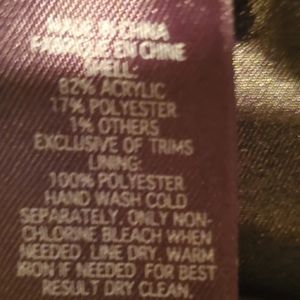 MADE IN CHINA
FABRIQUE EN CHINE
SHELL:
82% ACRYLIC
17% POLYESTER
1% OTHERS
EXCLUSIVE OF TRIMS
LINING:
100% POLYESTER
HAND WASH COLD
SEPARATELY. ONLY NON-
CHLORINE BLEACH WHEN
NEEDED. LINE DRY. WARM
IRON IF NEEDED. FOR BEST
RESULT DRY CLEAN.